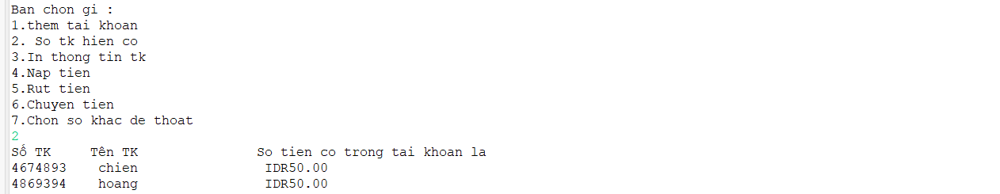 Ban chon gi :
1.them tai khoan
2. So tk hien co
3.In thong tin tk
4.Nap tien
5.Rut tien
6.Chuyen tien
7.Chon so khac de thoat
2
Số TK Tên TK So tien co trong tai khoan la
4674893 chien IDR50.00
4869394 hoang IDR50.00